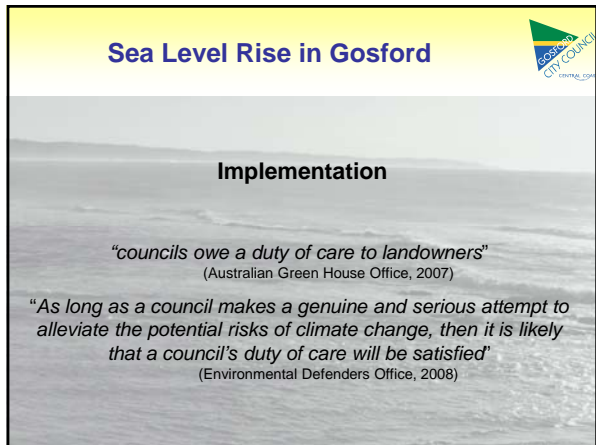 Sea Level Rise in Gosford
GOSFORD
CITY COUNCIL
CENTRAL COAST
Implementation
“councils owe a duty of care to landowners”
(Australian Green House Office, 2007)
“As long as a council makes a genuine and serious attempt to
alleviate the potential risks of climate change, then it is likely
that a council’s duty of care will be satisfied”
(Environmental Defenders Office, 2008)